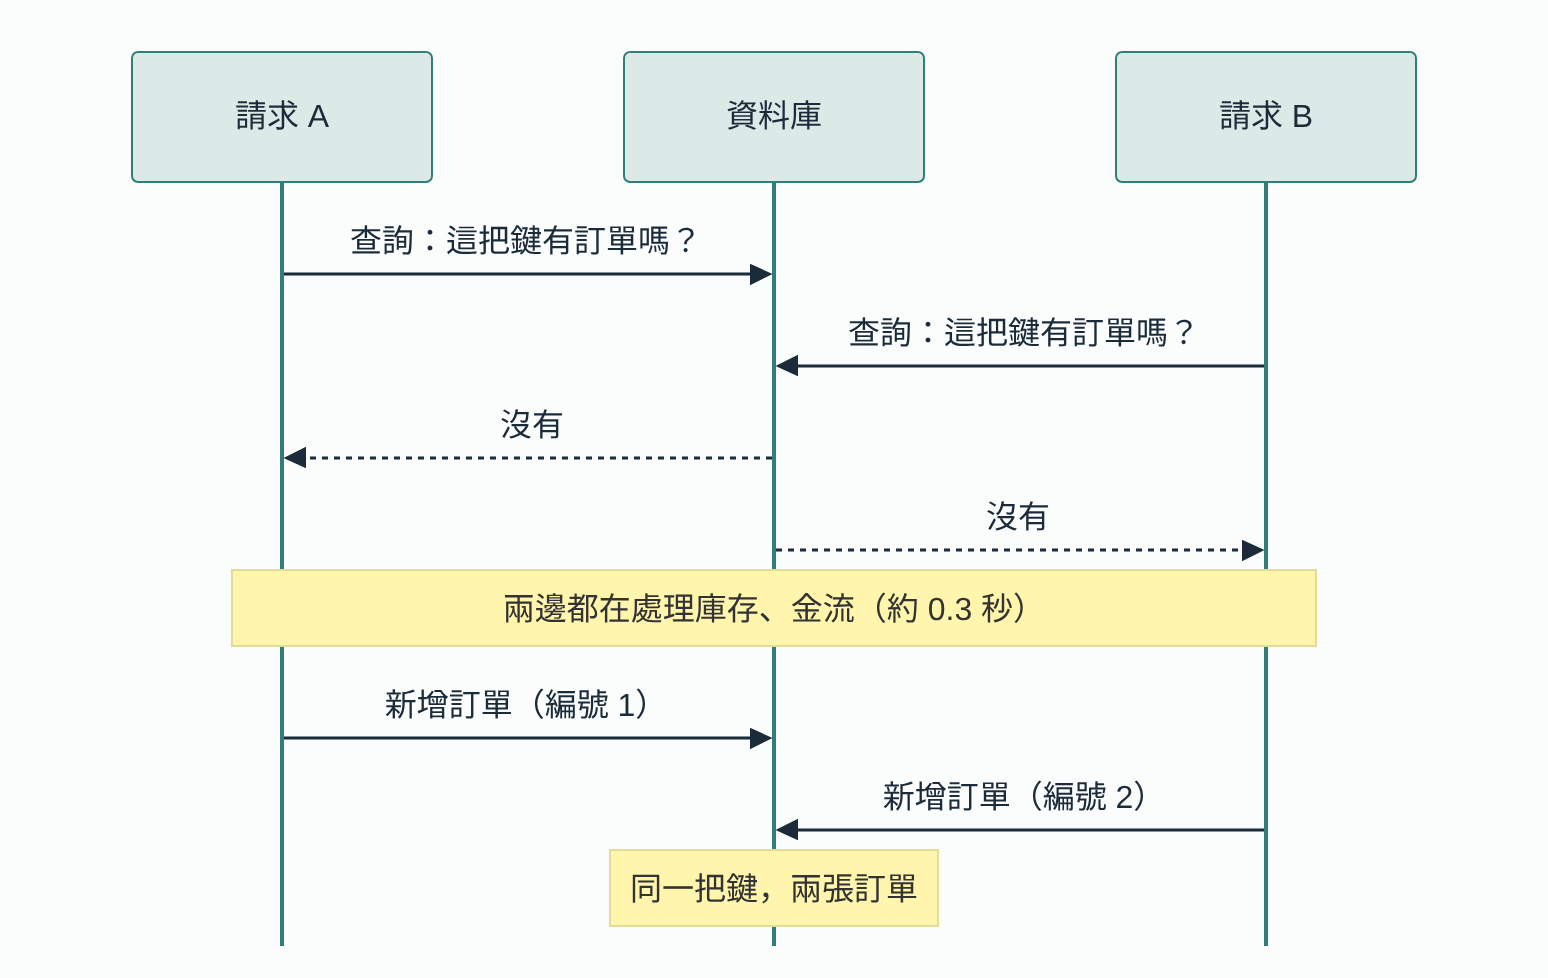 請求 A
資料庫
請求 B
查詢：這把鍵有訂單嗎？
查詢：這把鍵有訂單嗎？
沒有
沒有
兩邊都在處理庫存、金流（約 0.3 秒）
新增訂單（編號 1）
新增訂單（編號 2）
同一把鍵，兩張訂單